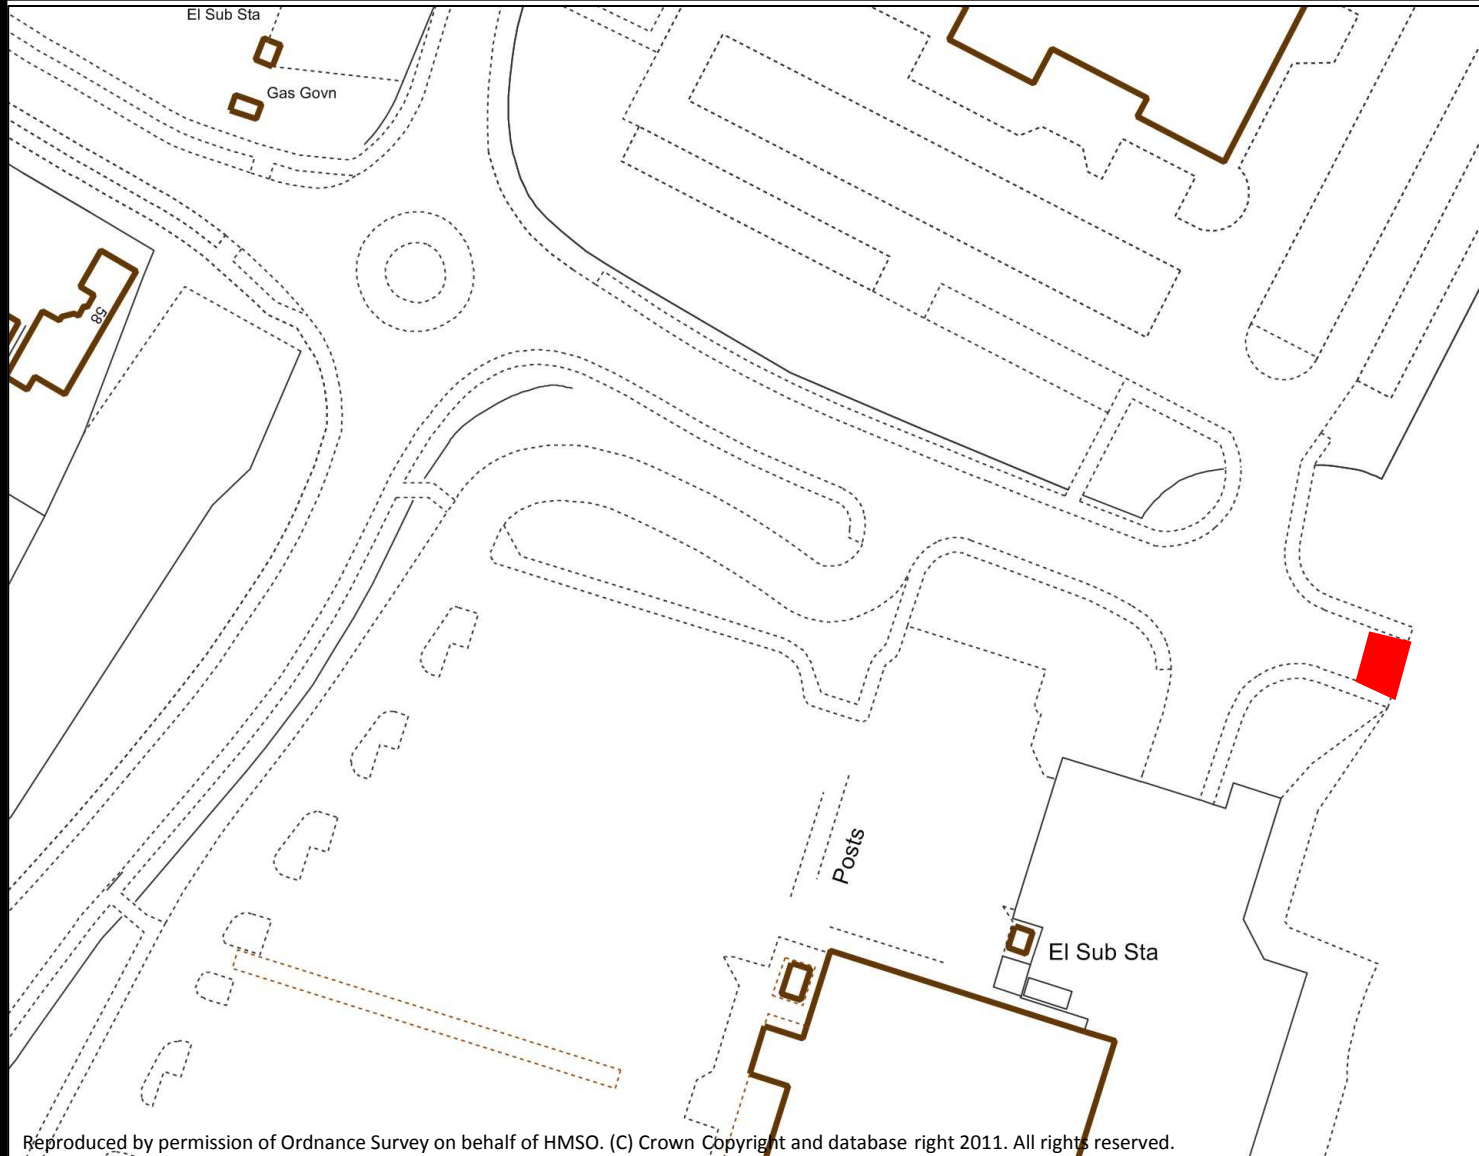 El Sub Sta
Gas Govn
58
Posts
El Sub Sta
Reproduced by permission of Ordnance Survey on behalf of HMSO. (C) Crown Copyright and database right 2011. All rights reserved.